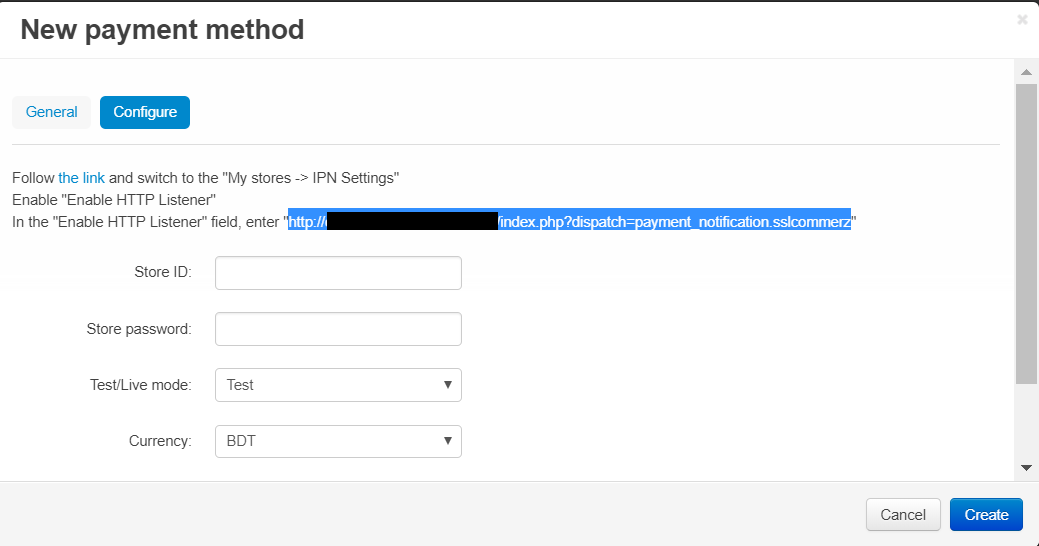 New payment method
General
Configure
Follow the link and switch to the "My stores -> IPN Settings"
Enable "Enable HTTP Listener"
In the "Enable HTTP Listener" field, enter "http:// /index.php?dispatch=payment_notification.sslcommerz"
Store ID:
Store password:
Test/Live mode: Test
Currency: BDT
Cancel
Create